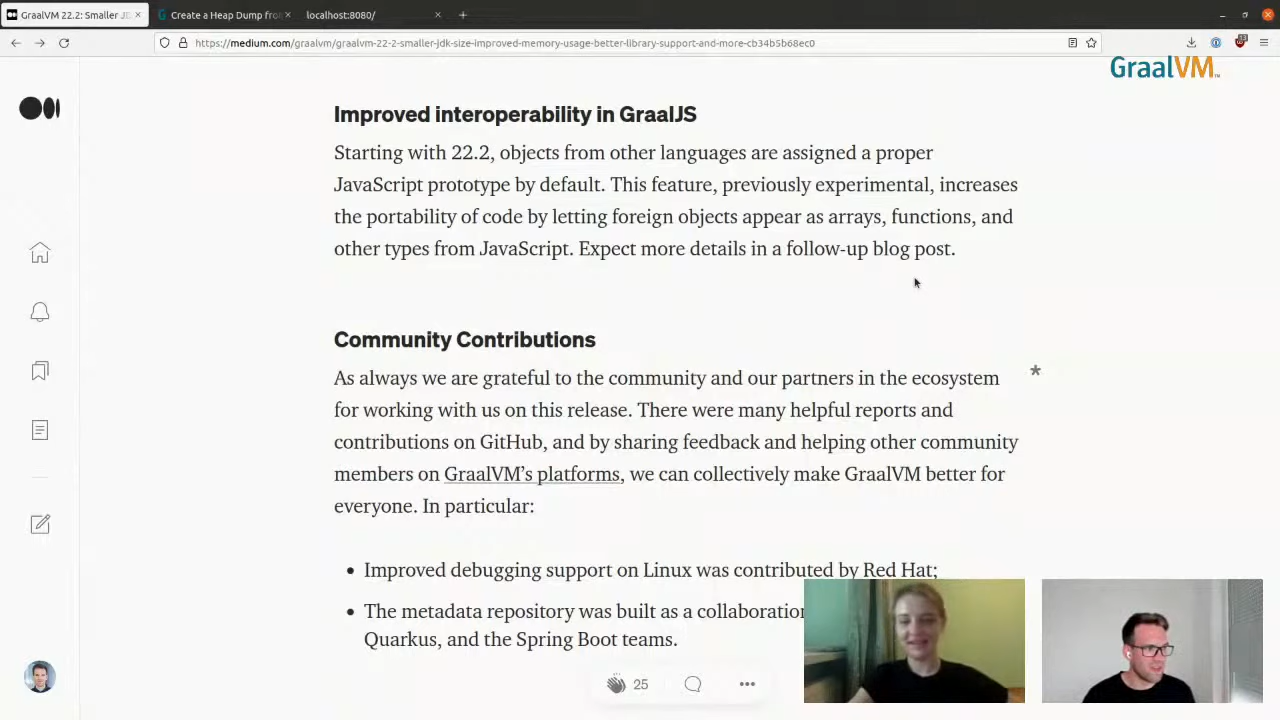 GraalVM 22.2: Smaller JD
Create a Heap Dump fro
localhost:8080/
https://medium.com/graalvm/graalvm-22-2-smaller-jdk-size-improved-memory-usage-better-library-support-and-more-cb34b5b68ec0
GraalVM™
Improved interoperability in GraalJS
Starting with 22.2, objects from other languages are assigned a proper
JavaScript prototype by default. This feature, previously experimental, increases
the portability of code by letting foreign objects appear as arrays, functions, and
other types from JavaScript. Expect more details in a follow-up blog post.
Community Contributions
As always we are grateful to the community and our partners in the ecosystem
for working with us on this release. There were many helpful reports and
contributions on GitHub, and by sharing feedback and helping other community
members on GraalVM’s platforms, we can collectively make GraalVM better for
everyone. In particular:
• Improved debugging support on Linux was contributed by Red Hat;
• The metadata repository was built as a collaboration
Quarkus, and the Spring Boot teams.
25